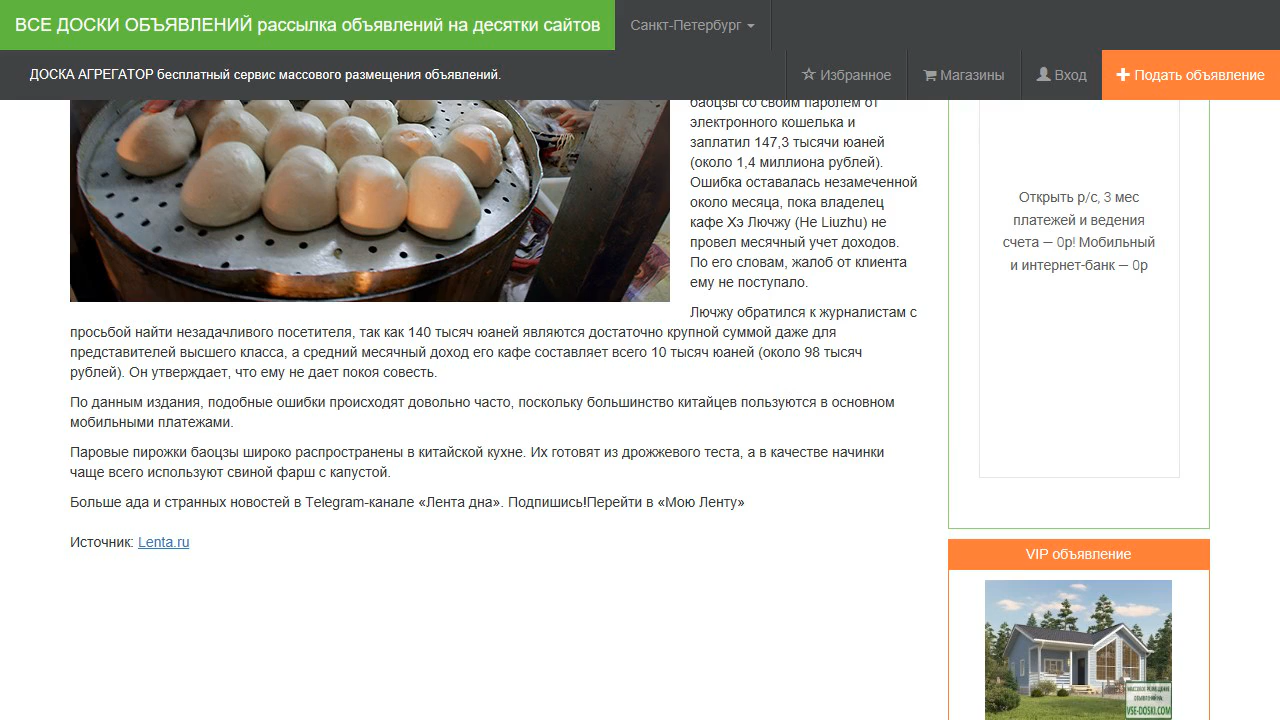 ВСЕ ДОСКИ ОБЪЯВЛЕНИЙ рассылка объявлений на десятки сайтов
Санкт-Петербург
ДОСКА АГРЕГАТОР бесплатный сервис массового размещения объявлений.
Избранное
Магазины
Вход
Подать объявление
баоцзы со своим паролем от
электронного кошелька и
заплатил 147,3 тысячи юаней
(около 1,4 миллиона рублей).
Ошибка оставалась незамеченной
около месяца, пока владелец
кафе Хэ Лючжу (He Liuzhu) не
провел месячный учет доходов.
По его словам, жалоб от клиента
ему не поступало.
Лючжу обратился к журналистам с
просьбой найти незадачливого посетителя, так как 140 тысяч юаней являются достаточно крупной суммой даже для
представителей высшего класса, а средний месячный доход его кафе составляет всего 10 тысяч юаней (около 98 тысяч
рублей). Он утверждает, что ему не дает покоя совесть.
По данным издания, подобные ошибки происходят довольно часто, поскольку большинство китайцев пользуются в основном
мобильными платежами.
Паровые пирожки баоцзы широко распространены в китайской кухне. Их готовят из дрожжевого теста, а в качестве начинки
чаще всего используют свиной фарш с капустой.
Больше ада и странных новостей в Telegram-канале «Лента дна». Подпишись!Перейти в «Мою Ленту»
Источник: Lenta.ru
Открыть р/с, 3 мес
платежей и ведения
счета — 0р! Мобильный
и интернет-банк — 0р
VIP объявление
МАССОВОЕ РАЗМЕЩЕНИЕ
ОБЪЯВЛЕНИЙ НА
VSE-DOSKI.COM